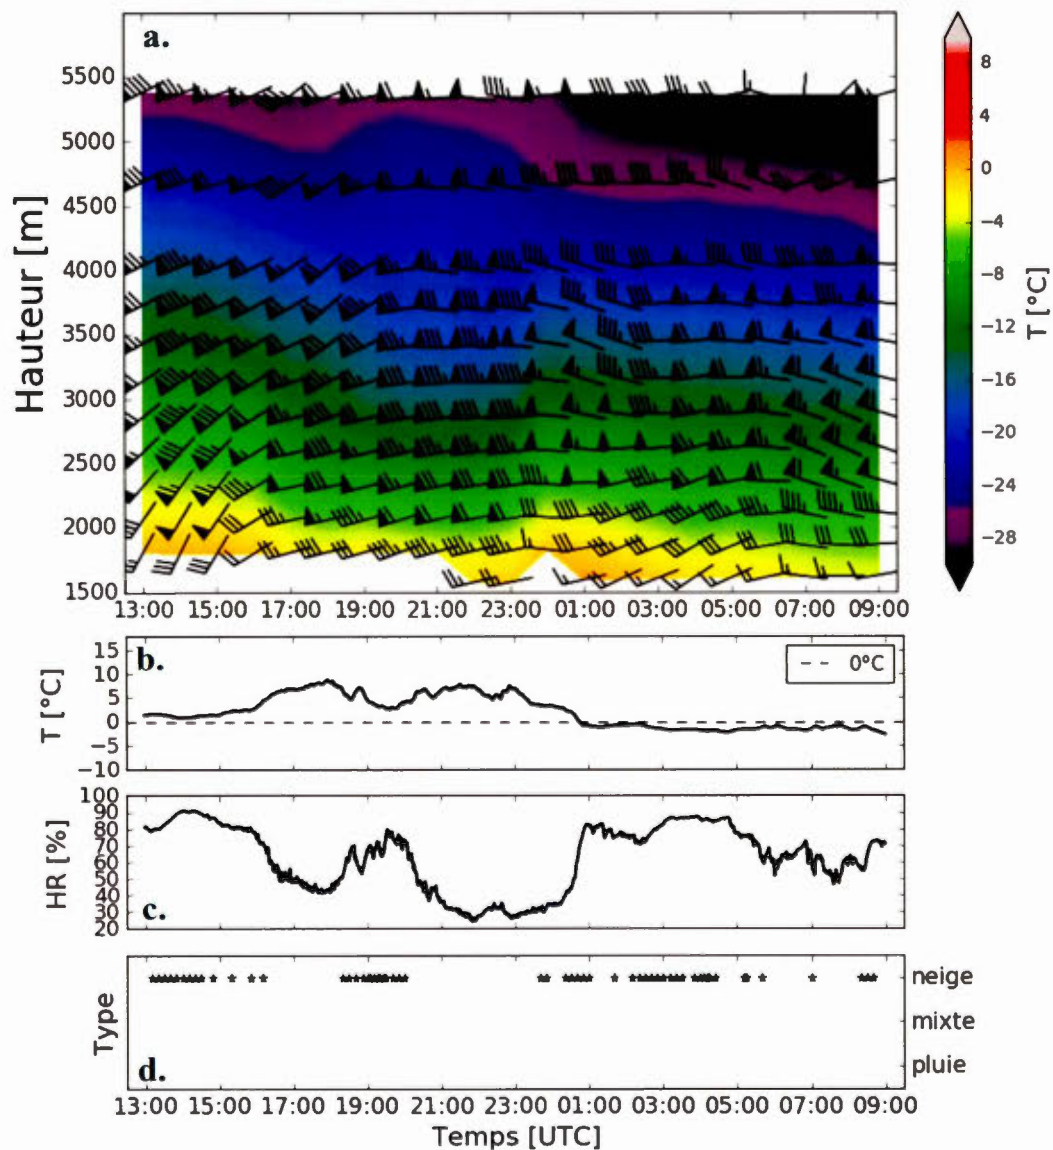 a.
Hauteur [m]
5500
5000
4500
4000
3500
3000
2500
2000
1500
13:00 15:00 17:00 19:00 21:00 23:00 01:00 03:00 05:00 07:00 09:00
8
4
0
−4
−8
−12
−16
−20
−24
−28
T [°C]
b.
T [°C]
15
10
5
0
−5
−10
0°C
c.
HR [%]
100
90
80
70
60
50
40
30
20
d.
Type
neige
mixte
pluie
13:00 15:00 17:00 19:00 21:00 23:00 01:00 03:00 05:00 07:00 09:00
Temps [UTC]